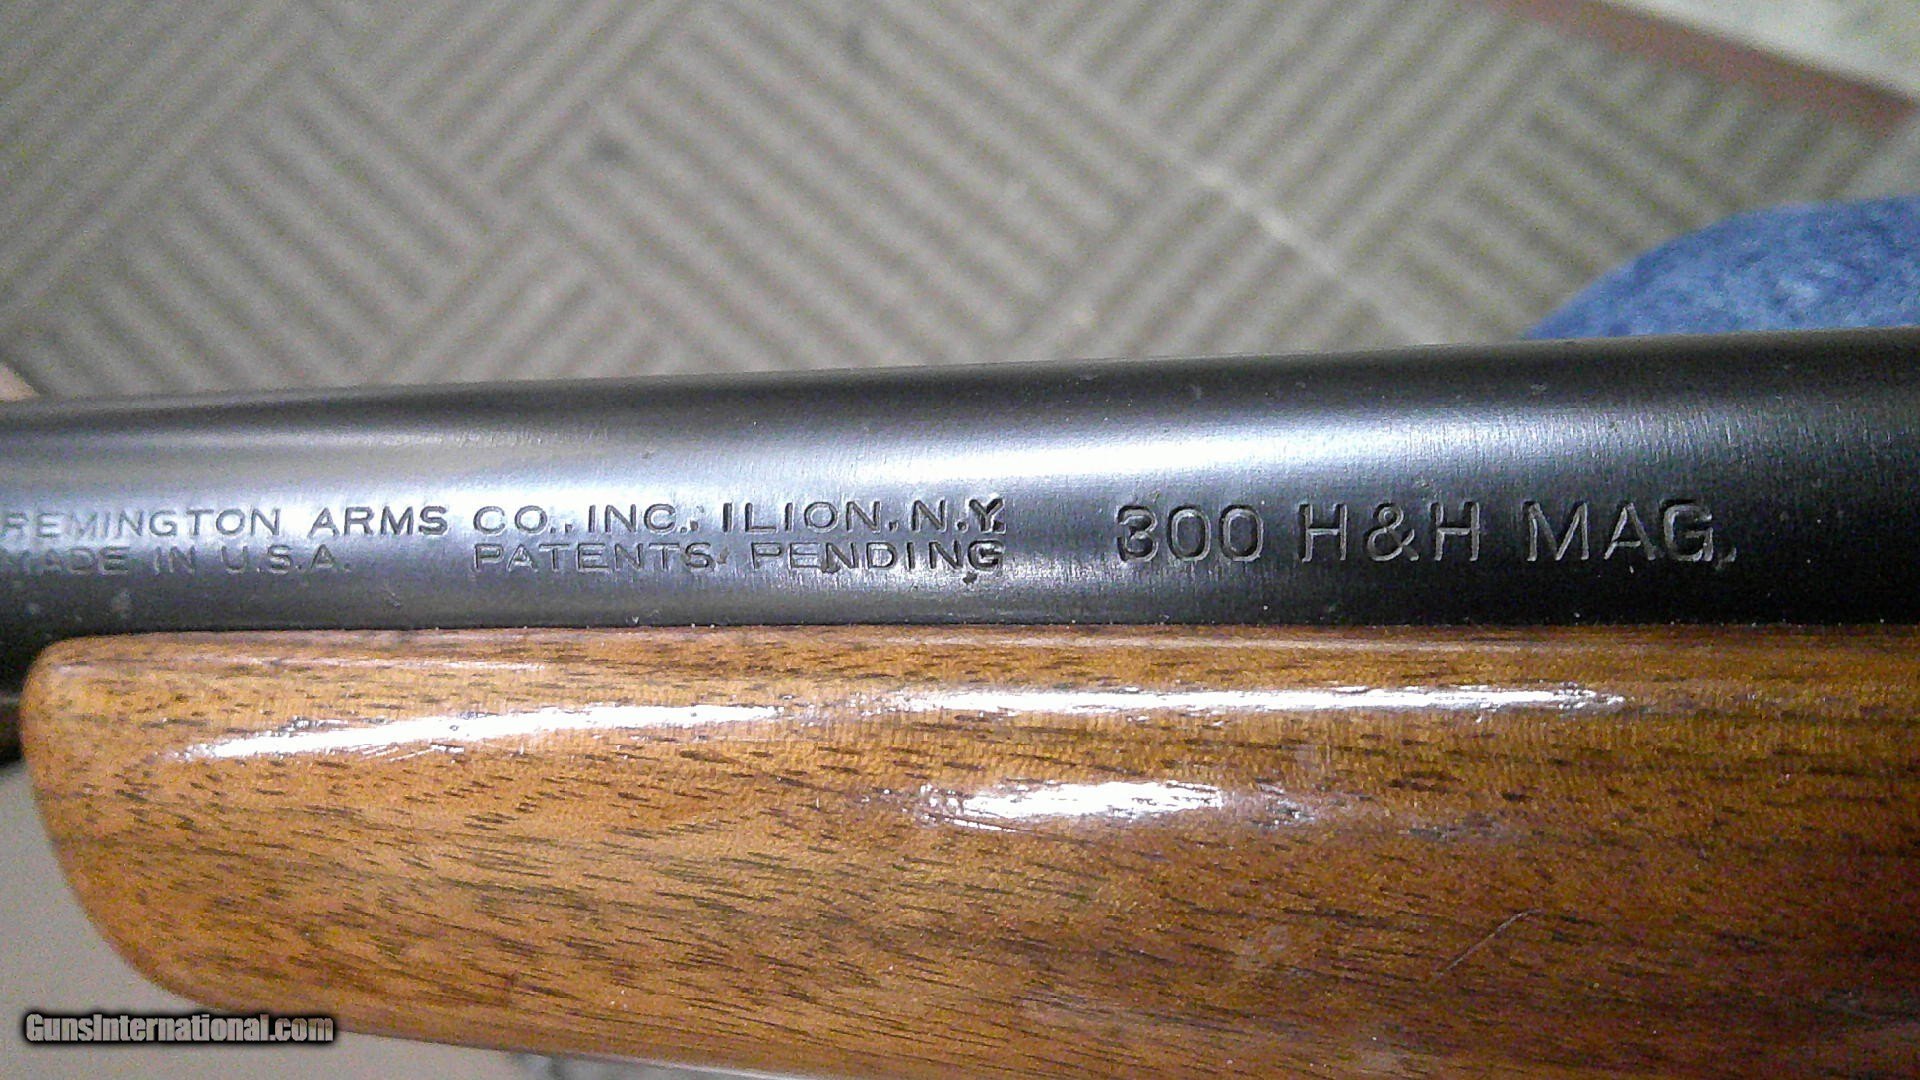 REMINGTON ARMS CO., INC., ILION, N.Y. 300 H&H MAG.
MADE IN U.S.A. PATENTS PENDING
GunsInternational.com